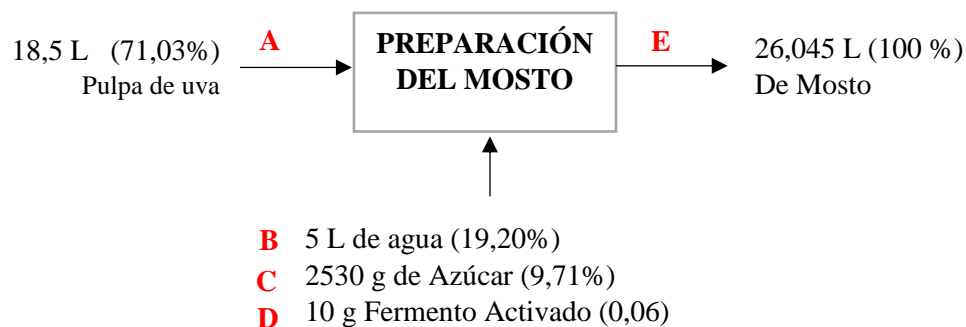 18,5 L (71,03%)
Pulpa de uva
A
PREPARACIÓN
DEL MOSTO
E
26,045 L (100 %)
De Mosto
B 5 L de agua (19,20%)
C 2530 g de Azúcar (9,71%)
D 10 g Fermento Activado (0,06)